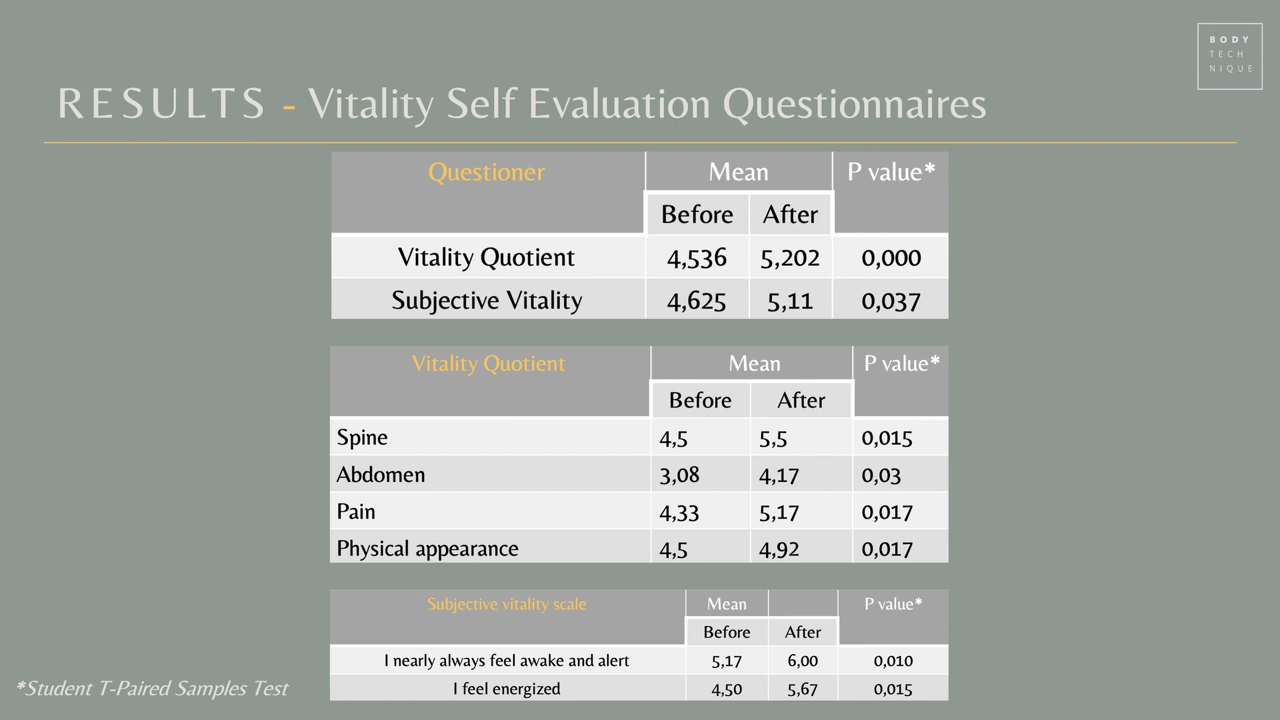 BODY
TECH
NIQUE
RESULTS - Vitality Self Evaluation Questionnaires
Questioner Mean P value*
Before After
Vitality Quotient 4,536 5,202 0,000
Subjective Vitality 4,625 5,11 0,037
Vitality Quotient Mean P value*
Before After
Spine 4,5 5,5 0,015
Abdomen 3,08 4,17 0,03
Pain 4,33 5,17 0,017
Physical appearance 4,5 4,92 0,017
Subjective vitality scale Mean P value*
Before After
I nearly always feel awake and alert 5,17 6,00 0,010
I feel energized 4,50 5,67 0,015
*Student T-Paired Samples Test